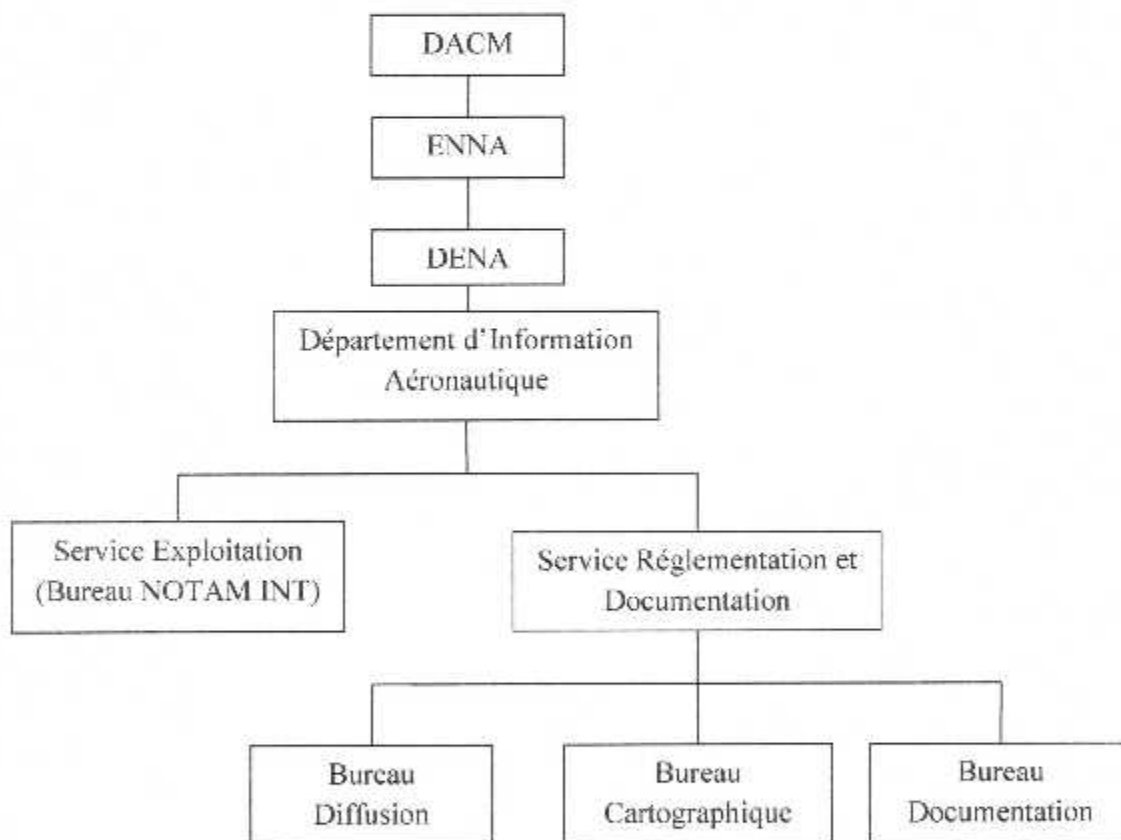 DACM
ENNA
DENA
Département d’Information
Aéronautique
Service Exploitation
(Bureau NOTAM INT)
Service Réglementation et
Documentation
Bureau
Diffusion
Bureau
Cartographique
Bureau
Documentation